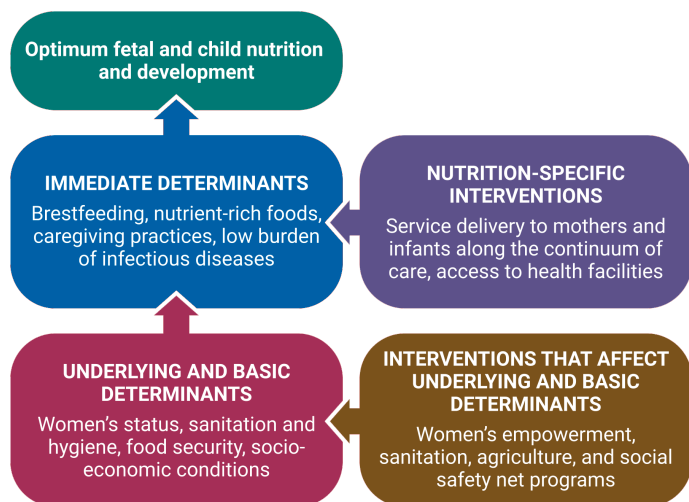 Optimum fetal and child nutrition
and development
IMMEDIATE DETERMINANTS
Brestfeeding, nutrient-rich foods,
caregiving practices, low burden
of infectious diseases
NUTRITION-SPECIFIC
INTERVENTIONS
Service delivery to mothers and
infants along the continuum of
care, access to health facilities
UNDERLYING AND BASIC
DETERMINANTS
Women’s status, sanitation and
hygiene, food security, socio-
economic conditions
INTERVENTIONS THAT AFFECT
UNDERLYING AND BASIC
DETERMINANTS
Women’s empowerment,
sanitation, agriculture, and social
safety net programs